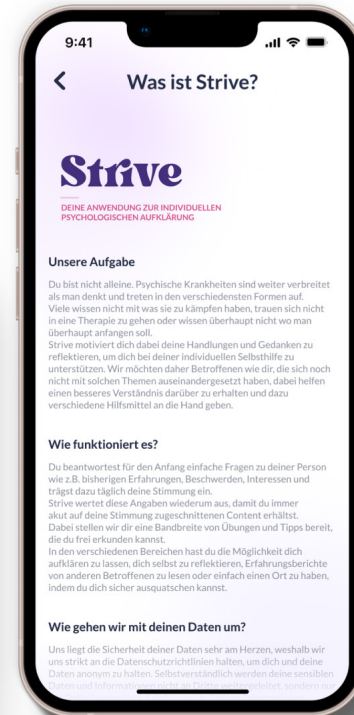 9:41
Was ist Strive?
Strive
DEINE ANWENDUNG ZUR INDIVIDUELLEN
PSYCHOLOGISCHEN AUFKLÄRUNG
Unsere Aufgabe
Du bist nicht alleine. Psychische Krankheiten sind weiter verbreitet
als man denkt und treten in den verschiedensten Formen auf.
Viele wissen nicht mit was sie zu kämpfen haben, trauen sich nicht
in eine Therapie zu gehen oder wissen überhaupt nicht wo man
überhaupt anfangen soll.
Strive motiviert dich dabei deine Handlungen und Gedanken zu
reflektieren, um dich bei deiner individuellen Selbsthilfe zu
unterstützen. Wir möchten daher Betroffenen wie dir, die sich noch
nicht mit solchen Themen auseinandergesetzt haben, dabei helfen
einen besseres Verständnis darüber zu erhalten und dazu
verschiedene Hilfsmittel an die Hand geben.
Wie funktioniert es?
Du beantwortest für den Anfang einfache Fragen zu deiner Person
wie z.B. bisherigen Erfahrungen, Beschwerden, Interessen und
trägst dazu täglich deine Stimmung ein.
Strive wertet diese Angaben wiederum aus, damit du immer
akut auf deine Stimmung zugeschnittenen Content erhältst.
Dabei stellen wir dir eine Bandbreite von Übungen und Tipps bereit,
die du frei erkunden kannst.
In den verschiedenen Bereichen hast du die Möglichkeit dich
aufklären zu lassen, dich selbst zu reflektieren, Erfahrungsberichte
von anderen Betroffenen zu lesen oder einfach einen Ort zu haben,
indem du dich sicher ausquatschen kannst.
Wie gehen wir mit deinen Daten um?
Uns liegt die Sicherheit deiner Daten sehr am Herzen, weshalb wir
uns strikt an die Datenschutzrichtlinien halten, um dich und deine
Daten anonym zu halten. Selbstverständlich werden deine sensiblen
Daten und Informationen nicht an Dritte weitergeleitet, sondern nur